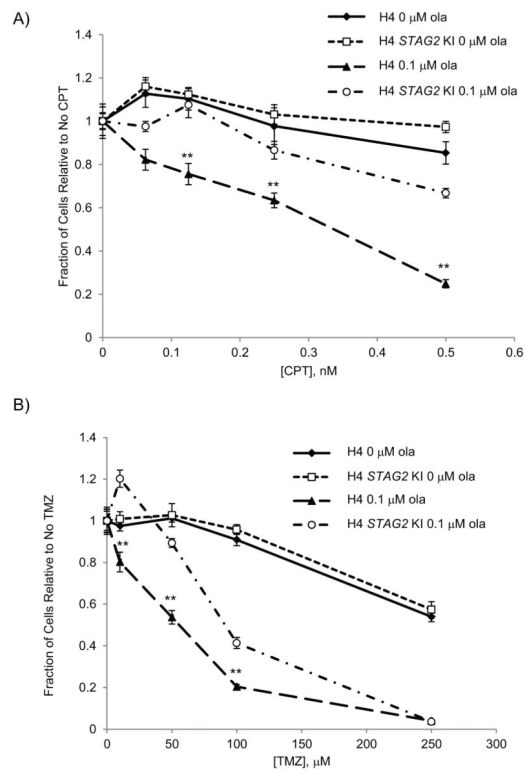 A)
H4 0 μM ola
H4 STAG2 KI 0 μM ola
H4 0.1 μM ola
H4 STAG2 KI 0.1 μM ola
Fraction of Cells Relative to No CPT
1.4
1.2
1
0.8
0.6
0.4
0.2
0
**
**
**
0 0.1 0.2 0.3 0.4 0.5 0.6
[CPT], nM
B)
H4 0 μM ola
H4 STAG2 KI 0 μM ola
H4 0.1 μM ola
H4 STAG2 KI 0.1 μM ola
Fraction of Cells Relative to No TMZ
1.4
1.2
1
0.8
0.6
0.4
0.2
0
**
**
**
0 50 100 150 200 250 300
[TMZ], μM